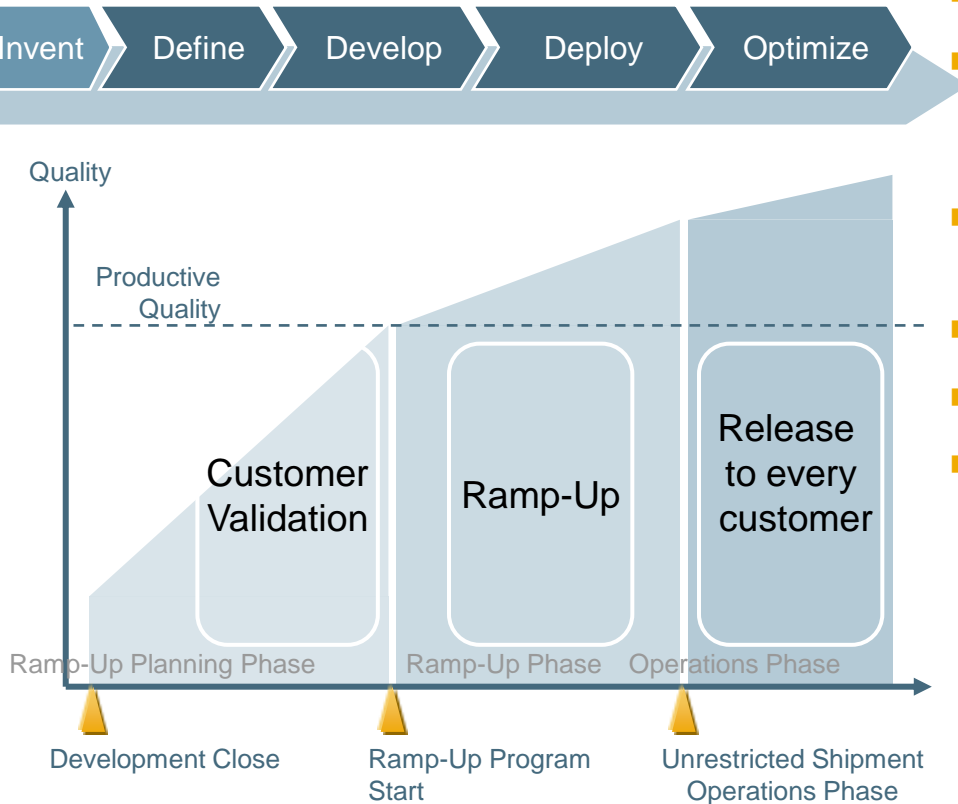 Invent
Define
Develop
Deploy
Optimize
Quality
Productive
Quality
Customer
Validation
Ramp-Up
Release
to every
customer
Ramp-Up Planning Phase
Ramp-Up Phase
Operations Phase
Development Close
Ramp-Up Program
Start
Unrestricted Shipment
Operations Phase